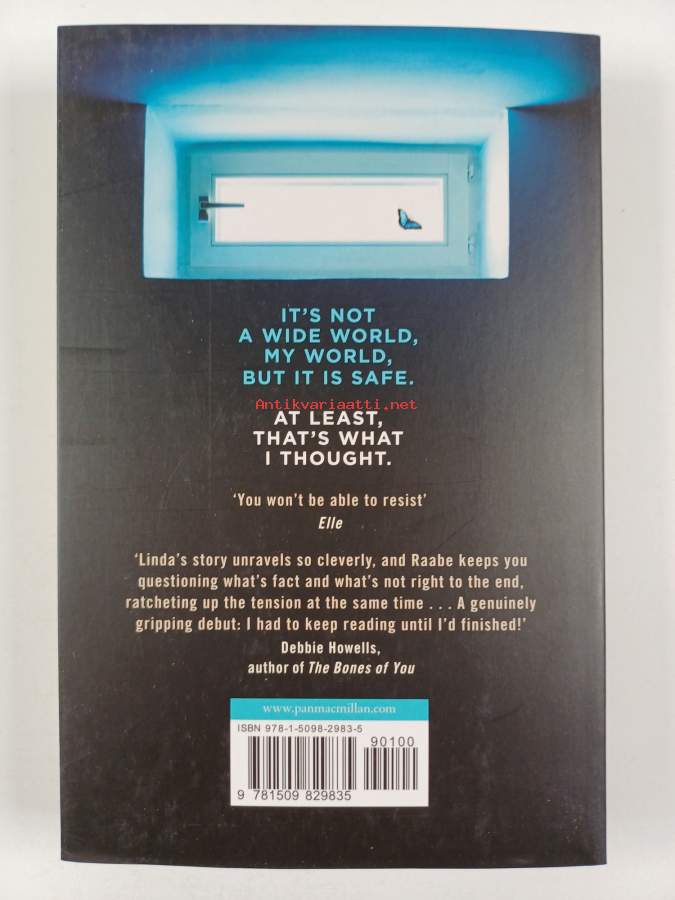 IT'S NOT
A WIDE WORLD,
MY WORLD,
BUT IT IS SAFE.
Antikvariaatti.net
AT LEAST,
THAT'S WHAT
I THOUGHT.
‘You won’t be able to resist’
Elle
‘Linda’s story unravels so cleverly, and Raabe keeps you
questioning what’s fact and what’s not right to the end,
ratcheting up the tension at the same time . . . A genuinely
gripping debut: I had to keep reading until I’d finished!’
Debbie Howells,
author of The Bones of You
www.panmacmillan.com
ISBN 978-1-5098-2983-5
90100
9 781509 829835